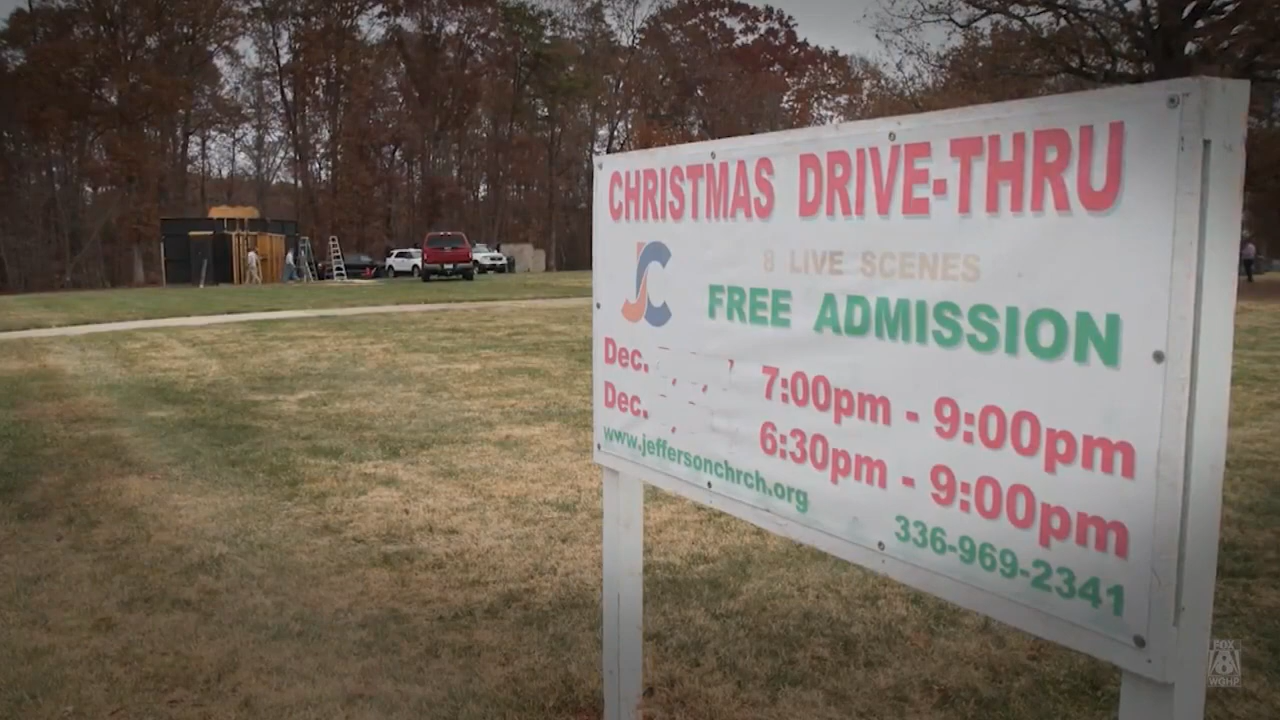 CHRISTMAS DRIVE-THRU
JC
8 LIVE SCENES
FREE ADMISSION
Dec. 7:00pm - 9:00pm
Dec. 6:30pm - 9:00pm
www.jeffersonchrch.org
336-969-2341
FOX
8
WGHP